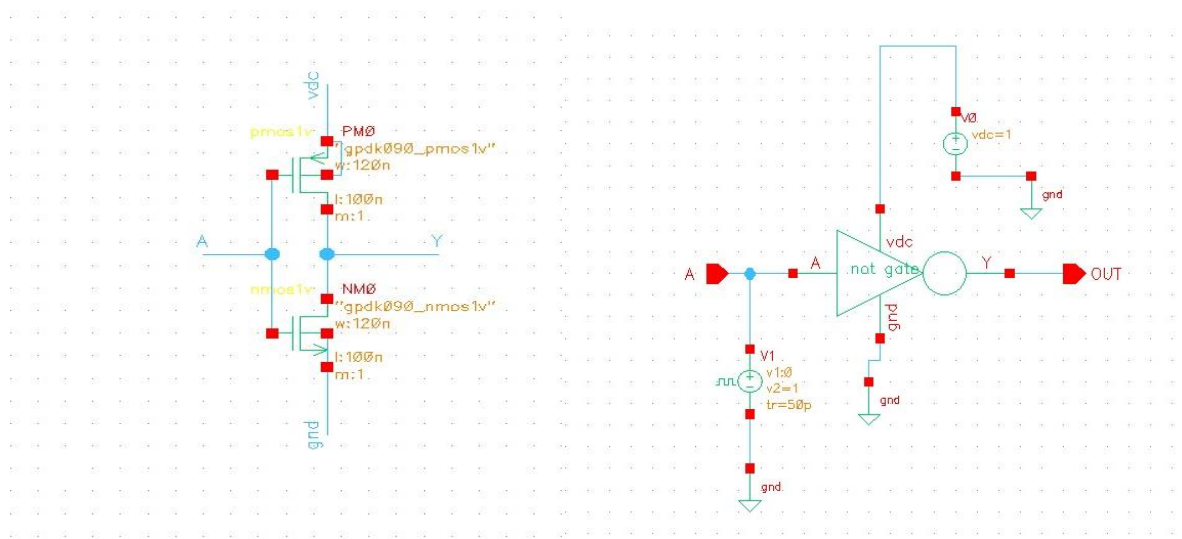 vdc
pmos1v
PM0
"gpdk090_pmos1v"
w:120n
l:100n
m:1
A
Y
nmos1v
NM0
"gpdk090_nmos1v"
w:120n
l:100n
m:1
gnd
V0
vdc=1
gnd
vdc
A
A
not gate
Y
OUT
gnd
V1
v1:0
v2=1
tr=50p
gnd
gnd